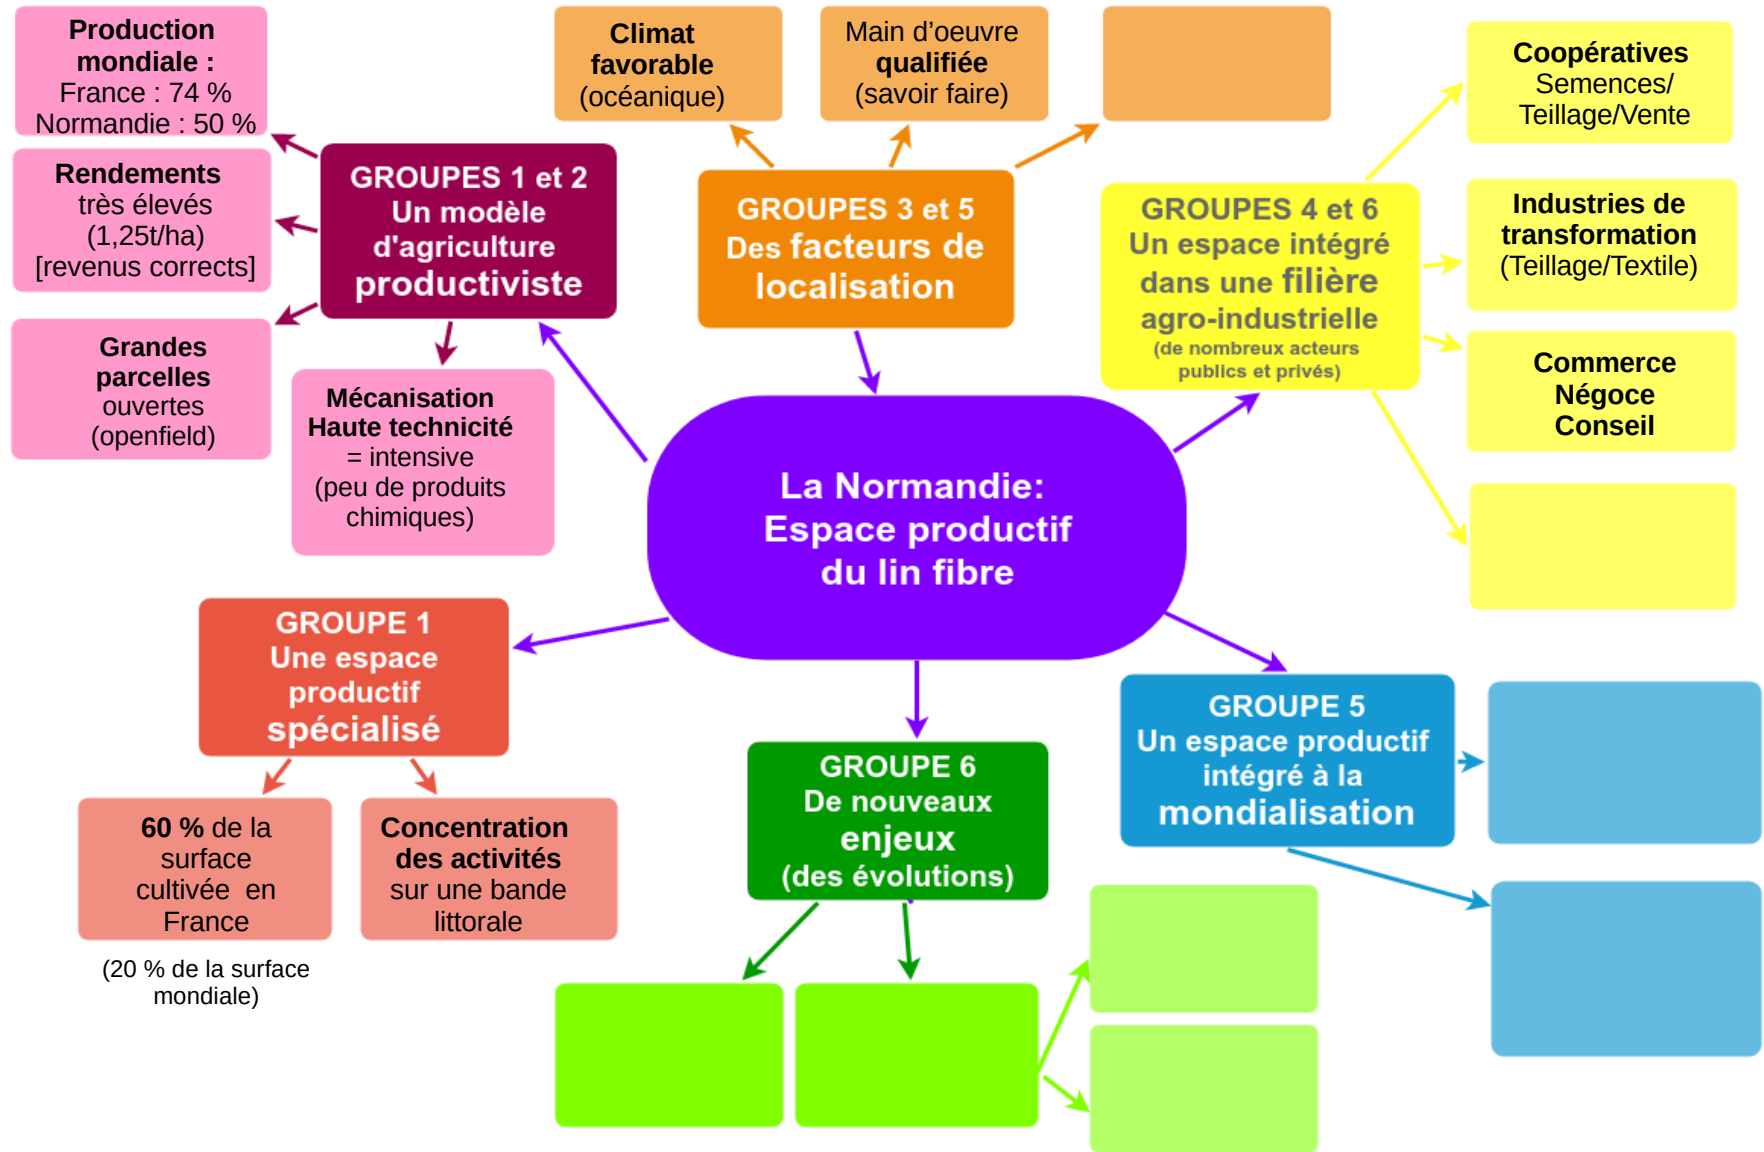 Production
mondiale :
France : 74 %
Normandie : 50 %
Rendements
très élevés
(1,25t/ha)
[revenus corrects]
Grandes
parcelles
ouvertes
(openfield)
GROUPES 1 et 2
Un modèle
d'agriculture
productiviste
Mécanisation
Haute technicité
= intensive
(peu de produits
chimiques)
Climat
favorable
(océanique)
Main d’oeuvre
qualifiée
(savoir faire)
GROUPES 3 et 5
Des facteurs de
localisation
GROUPES 4 et 6
Un espace intégré
dans une filière
agro-industrielle
(de nombreux acteurs
publics et privés)
Coopératives
Semences/
Teillage/Vente
Industries de
transformation
(Teillage/Textile)
Commerce
Négoce
Conseil
La Normandie:
Espace productif
du lin fibre
GROUPE 1
Une espace
productif
spécialisé
60 % de la
surface
cultivée  en
France
(20 % de la surface
mondiale)
Concentration
des activités
sur une bande
littorale
GROUPE 6
De nouveaux
enjeux
(des évolutions)
GROUPE 5
Un espace productif
intégré à la
mondialisation